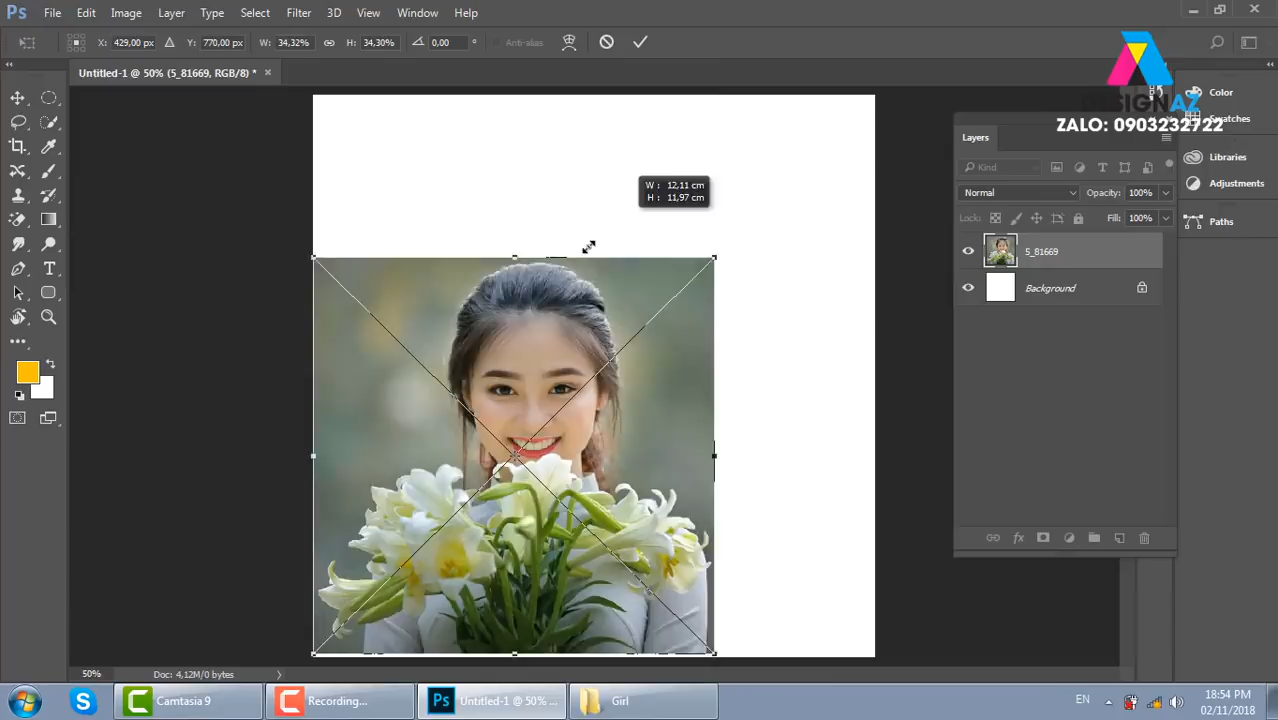 Ps File Edit Image Layer Type Select Filter 3D View Window Help
X: 429,00 px Y: 770,00 px W: 34,32% H: 34,30% 0,00 Anti-alias
Untitled-1 @ 50% (5_81669, RGB/8) *
DESIGNAZ
ZALO: 0903232722
Color
Swatches
Libraries
Adjustments
Paths
Layers
Kind
Normal Opacity: 100%
Lock: Fill: 100%
5_81669
Background
W : 12,11 cm
H : 11,97 cm
50% Doc: 4,12M/0 bytes
Camtasia 9
Recording...
Ps Untitled-1 @ 50% ...
Girl
EN
18:54 PM
02/11/2018